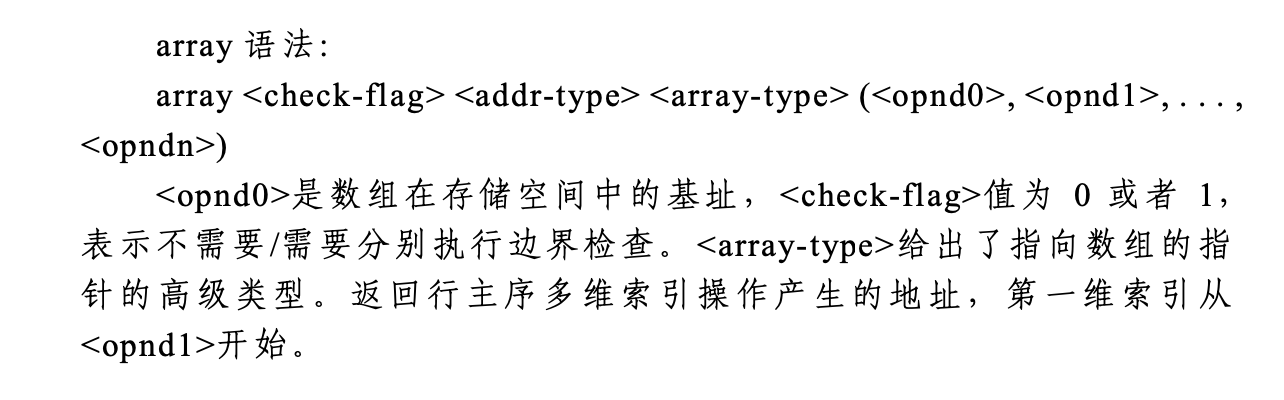 array 语法：
array <check-flag> <addr-type> <array-type> (<opnd0>, <opnd1>, . . . ,
<opndn>)
<opnd0>是数组在存储空间中的基址，<check-flag>值为 0 或者 1，
表示不需要/需要分别执行边界检查。<array-type>给出了指向数组的指
针的高级类型。返回行主序多维索引操作产生的地址，第一维索引从
<opnd1>开始。